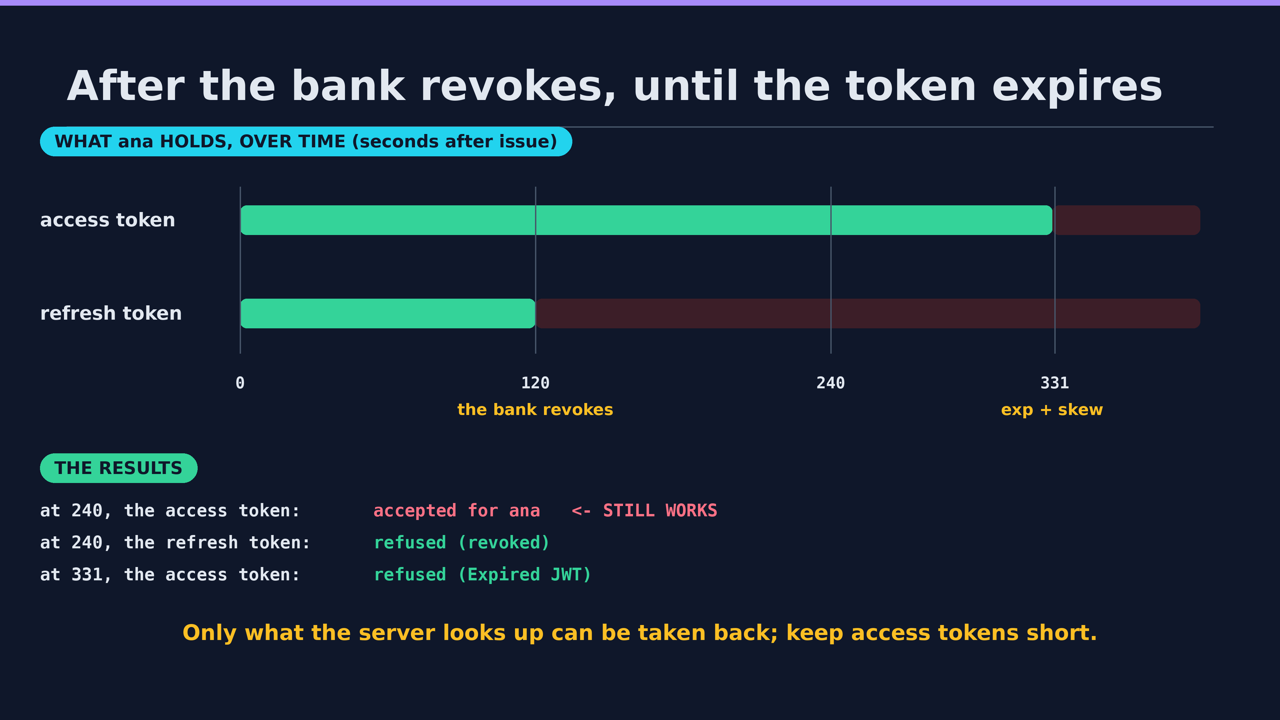 After the bank revokes, until the token expires
WHAT ana HOLDS, OVER TIME (seconds after issue)
access token
refresh token
0 120 240 331
the bank revokes exp + skew
THE RESULTS
at 240, the access token: accepted for ana <- STILL WORKS
at 240, the refresh token: refused (revoked)
at 331, the access token: refused (Expired JWT)
Only what the server looks up can be taken back; keep access tokens short.